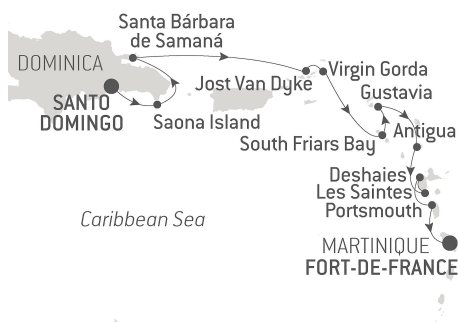 Santa Bárbara
de Samaná
DOMINICA
Jost Van Dyke
Virgin Gorda
Gustavia
SANTO
DOMINGO
Saona Island
South Friars Bay
Antigua
Deshaies
Les Saintes
Portsmouth
Caribbean Sea
MARTINIQUE
FORT-DE-FRANCE